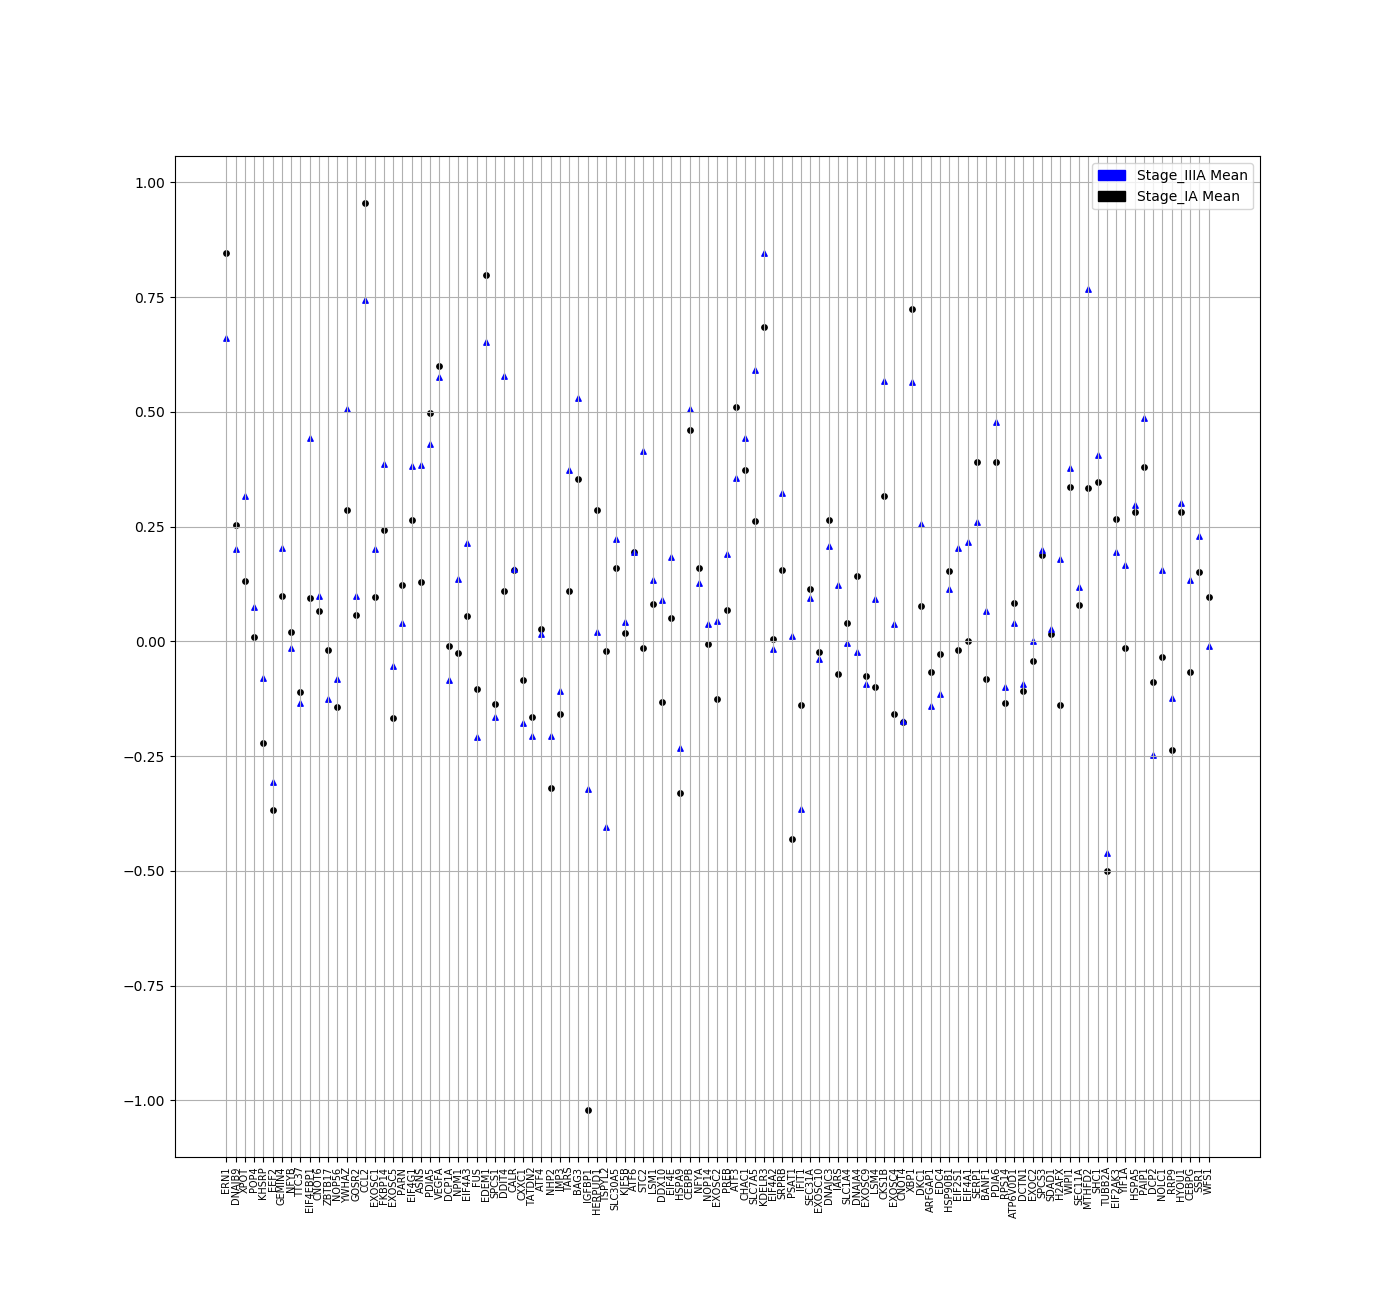 Stage_IIIA Mean
Stage_IA Mean
1.00
0.75
0.50
0.25
0.00
−0.25
−0.50
−0.75
−1.00
ERN1
DNAJB9
XPOT
POP4
KHSRP
EEF2
GEMIN4
NFYB
TTC37
EIF4EBP1
CNOT6
ZBTB17
NOP56
YWHAZ
GOSR2
CCL2
EXOSC1
FKBP14
EXOSC5
PARN
EIF4G1
ASNS
PDIA5
VEGFA
DCP1A
NPM1
EIF4A3
FUS
EDEM1
SPCS1
DDIT4
CALR
CXXC1
TATDN2
ATF4
NHP2
IMP3
TARS
BAG3
IGFBP1
HERPUD1
TSPYL2
SLC30A5
KIF5B
ATF6
STC2
LSM1
DDX10
EIF4E
HSPA9
CEBPB
NFYA
NOP14
EXOSC2
PREB
ATF3
CHAC1
SLC7A5
KDELR3
EIF4A2
SRPRB
PSAT1
IFIT1
SEC31A
EXOSC10
DNAJC3
IARS
SLC1A4
DNAJA4
EXOSC9
LSM4
CKS1B
EXOSC4
CNOT4
XBP1
DKC1
ARFGAP1
EDC4
HSP90B1
EIF2S1
EIF4A1
SERP1
BANF1
PDIA6
RPS14
ATP6V0D1
DCTN1
EXOC2
SPCS3
SDAD1
H2AFX
WIPI1
SEC11A
MTHFD2
SHC1
TUBB2A
EIF2AK3
YIF1A
HSPA5
PAIP1
DCP2
NOLC1
RRP9
HYOU1
CEBPG
SSR1
WFS1